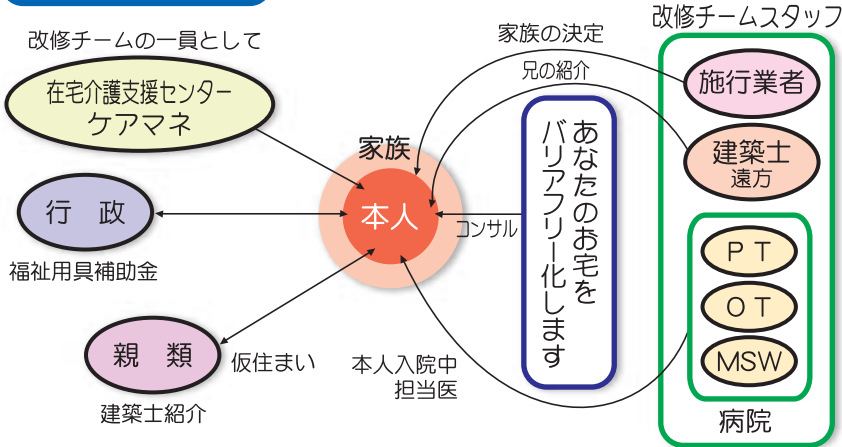 改修チームの一員として
在宅介護支援センター
ケアマネ
行 政
福祉用具補助金
親 類
仮住まい
建築士紹介
家族
本人
家族の決定
兄の紹介
コンサル
あなたのお宅を
バリアフリー化します
本人入院中
担当医
改修チームスタッフ
施行業者
建築士
遠方
PT
OT
MSW
病院